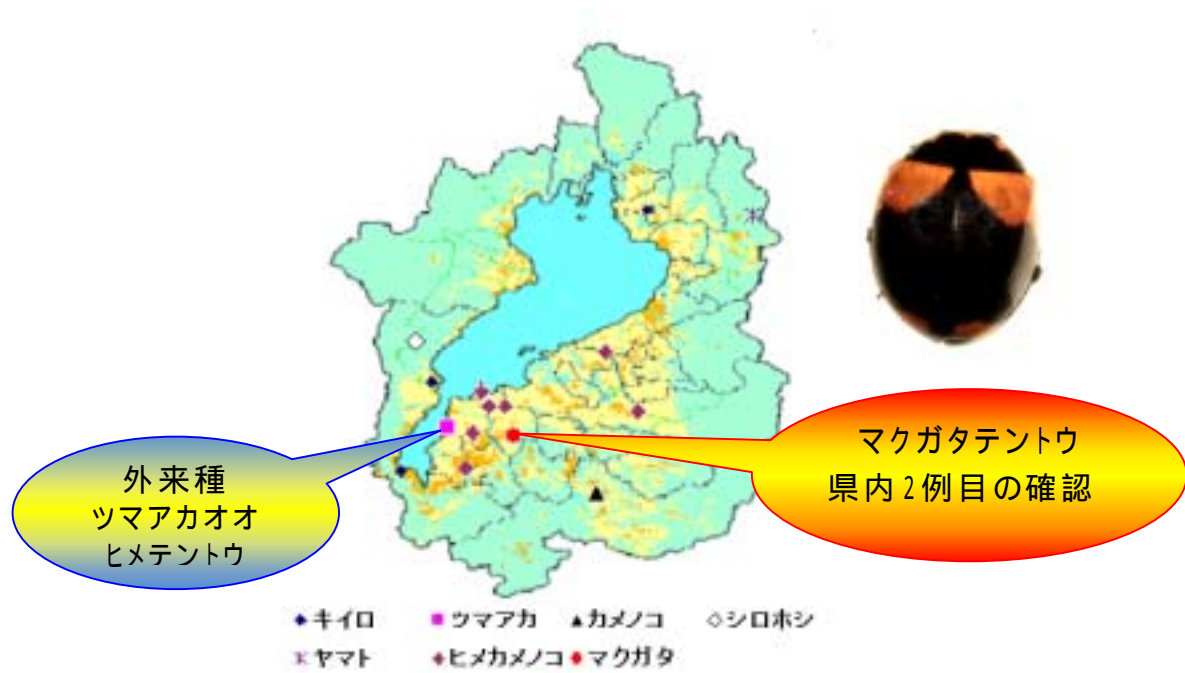 外来種
ツマアカオオ
ヒメテントウ
マクガタテントウ
県内2例目の確認
キイロ ツマアカ カメノコ シロホシ
ヤマト ヒメカメノコ マクガタ